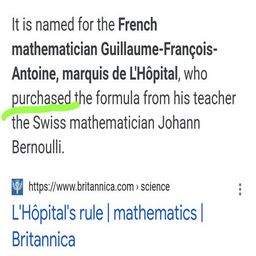 It is named for the French
mathematician Guillaume-François-
Antoine, marquis de L'Hôpital, who
purchased the formula from his teacher
the Swiss mathematician Johann
Bernoulli.
https://www.britannica.com › science
L'Hôpital's rule | mathematics |
Britannica